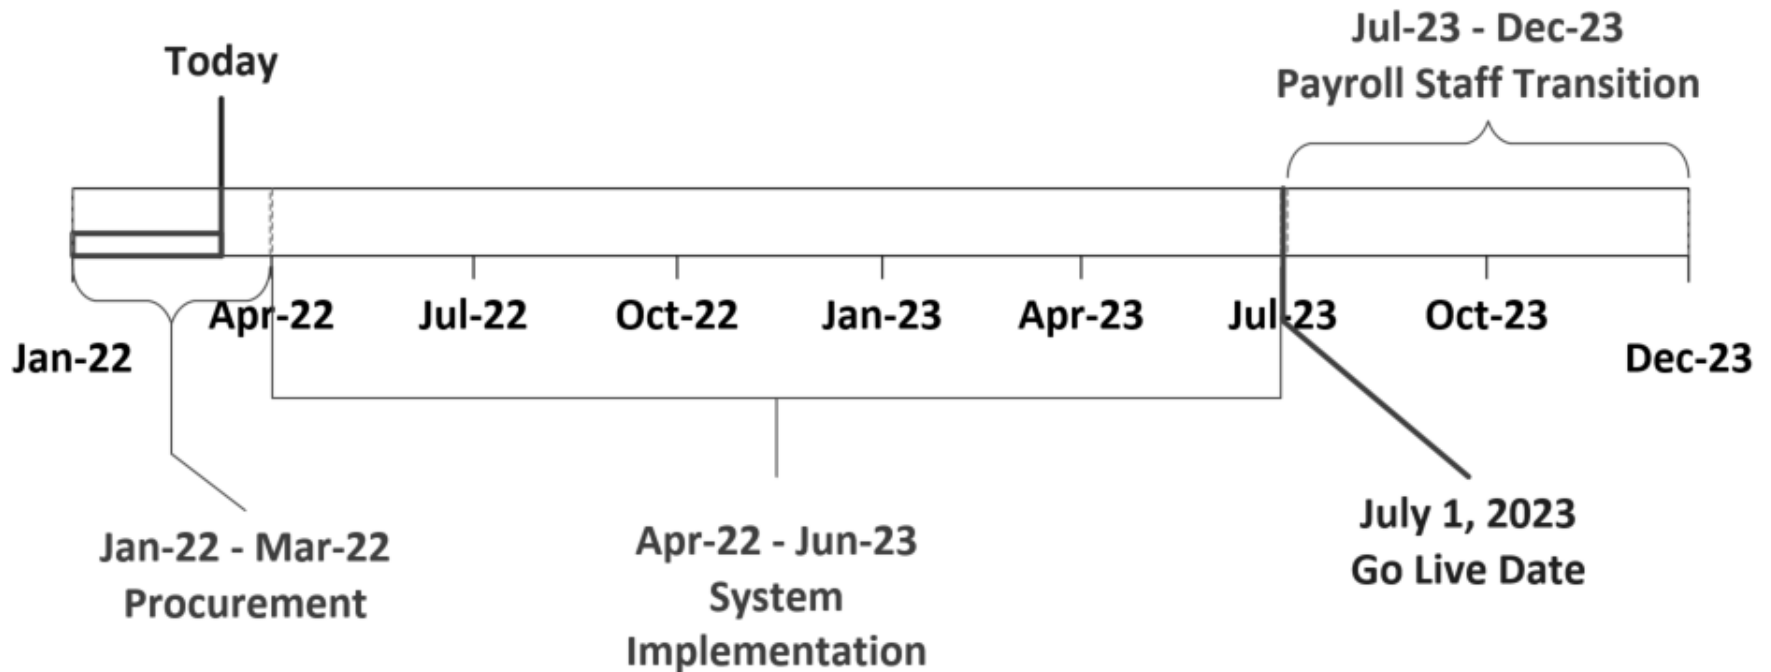 Jul-23 - Dec-23
Payroll Staff Transition
Today
Apr-22
Jul-22
Oct-22
Jan-23
Apr-23
Jul-23
Oct-23
Jan-22
Dec-23
Jan-22 - Mar-22
Procurement
Apr-22 - Jun-23
System
Implementation
July 1, 2023
Go Live Date